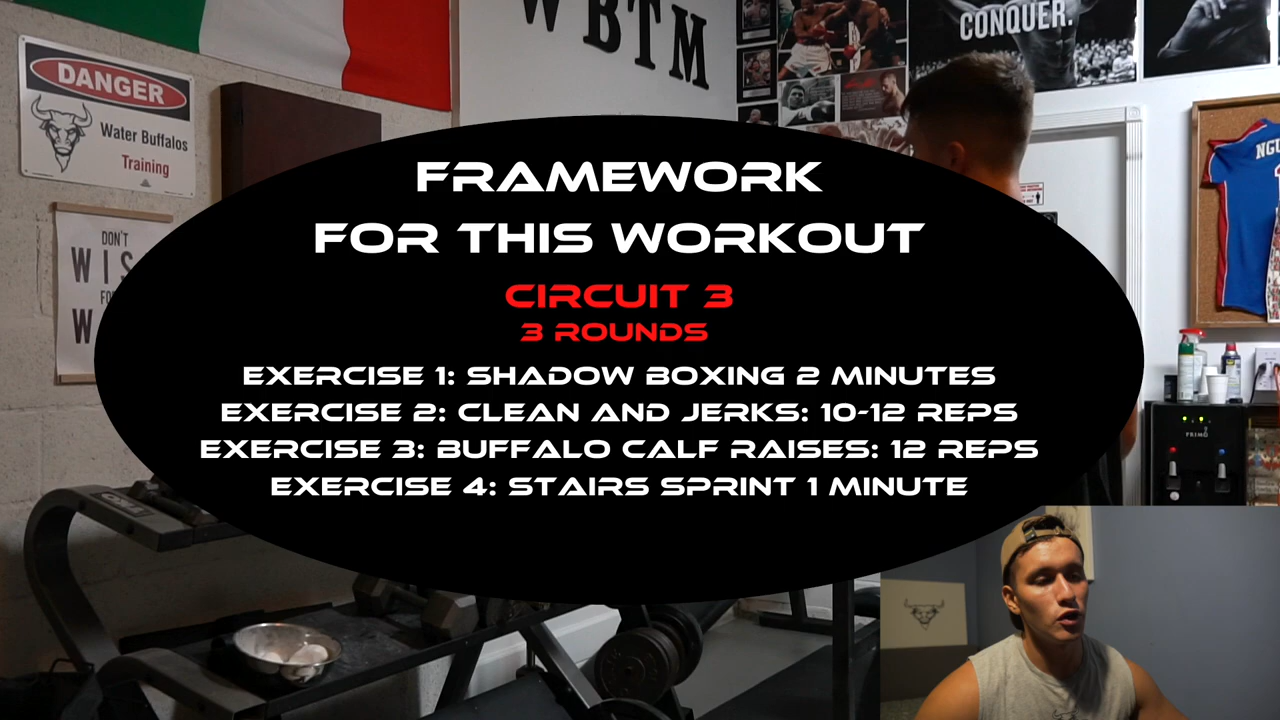 WBTM
CONQUER.
DANGER
Water Buffalos
Training
DON'T
FRAMEWORK
FOR THIS WORKOUT
CIRCUIT 3
3 ROUNDS
EXERCISE 1: SHADOW BOXING 2 MINUTES
EXERCISE 2: CLEAN AND JERKS: 10-12 REPS
EXERCISE 3: BUFFALO CALF RAISES: 12 REPS
EXERCISE 4: STAIRS SPRINT 1 MINUTE
PRIMO